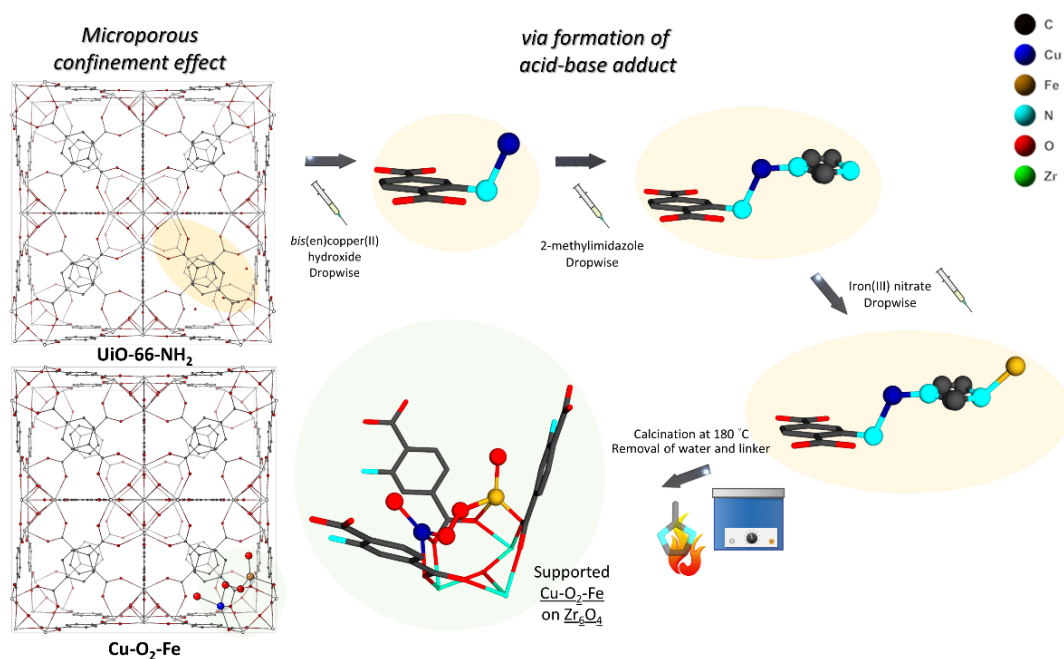 Microporous
confinement effect
via formation of
acid-base adduct
C
Cu
Fe
N
O
Zr
bis(en)copper(II)
hydroxide
Dropwise
2-methylimidazole
Dropwise
Iron(III) nitrate
Dropwise
UiO-66-NH₂
Calcination at 180 °C
Removal of water and linker
Supported
Cu-O₂-Fe
on Zr₆O₄
Cu-O₂-Fe